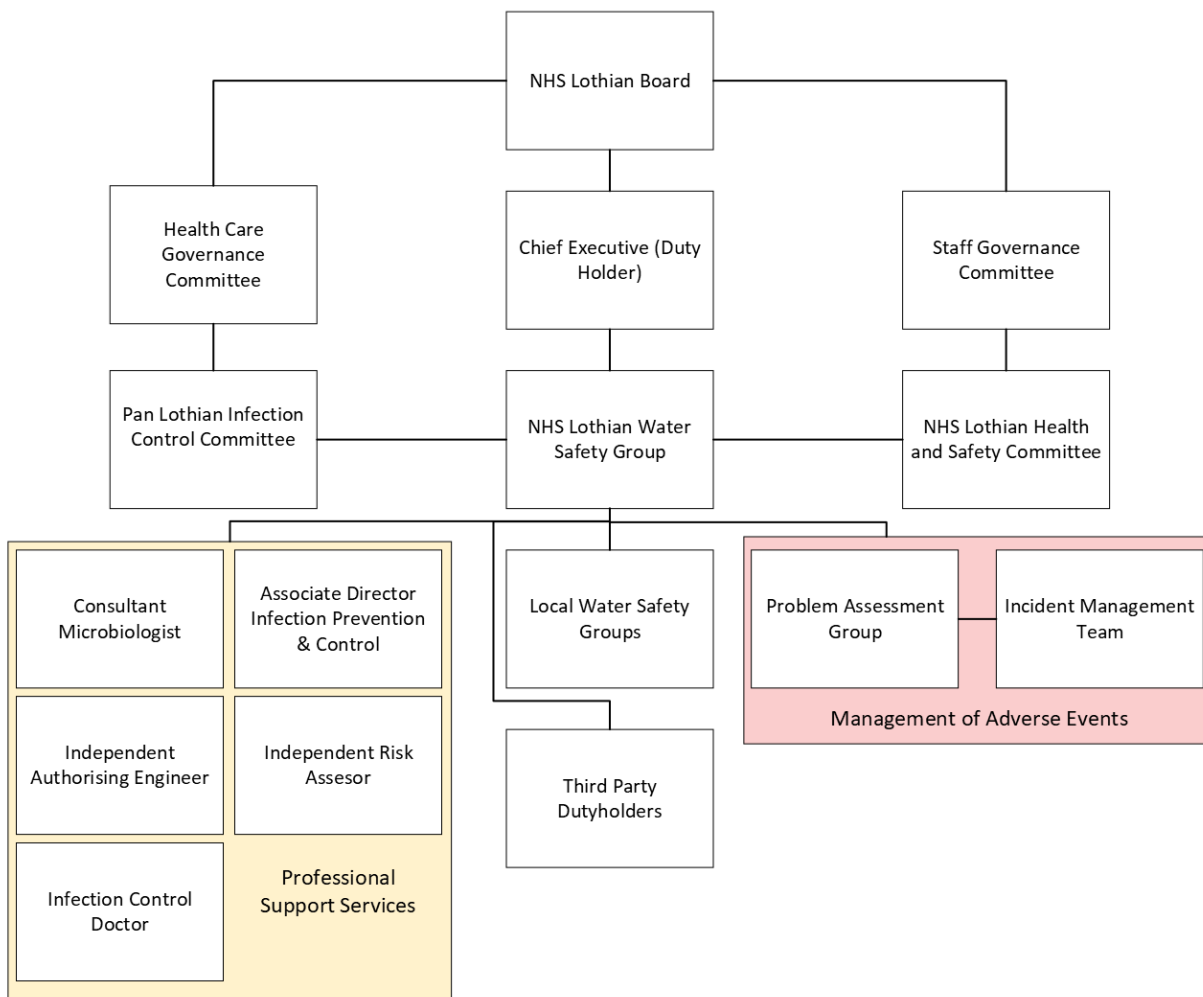 NHS Lothian Board
Health Care
Governance
Committee
Chief Executive (Duty
Holder)
Staff Governance
Committee
Pan Lothian Infection
Control Committee
NHS Lothian Water
Safety Group
NHS Lothian Health
and Safety Committee
Consultant
Microbiologist
Associate Director
Infection Prevention
& Control
Local Water Safety
Groups
Problem Assessment
Group
Incident Management
Team
Management of Adverse Events
Independent
Authorising Engineer
Independent Risk
Assesor
Third Party
Dutyholders
Infection Control
Doctor
Professional
Support Services